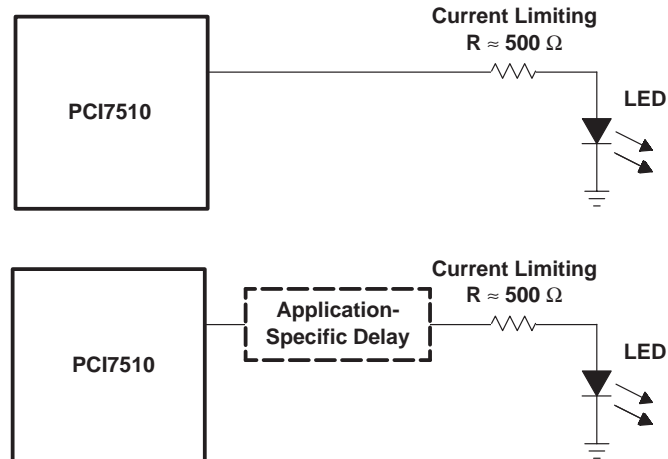 Current Limiting
R ≈ 500 Ω
PCI7510
LED
Current Limiting
R ≈ 500 Ω
Application-
Specific Delay
PCI7510
LED